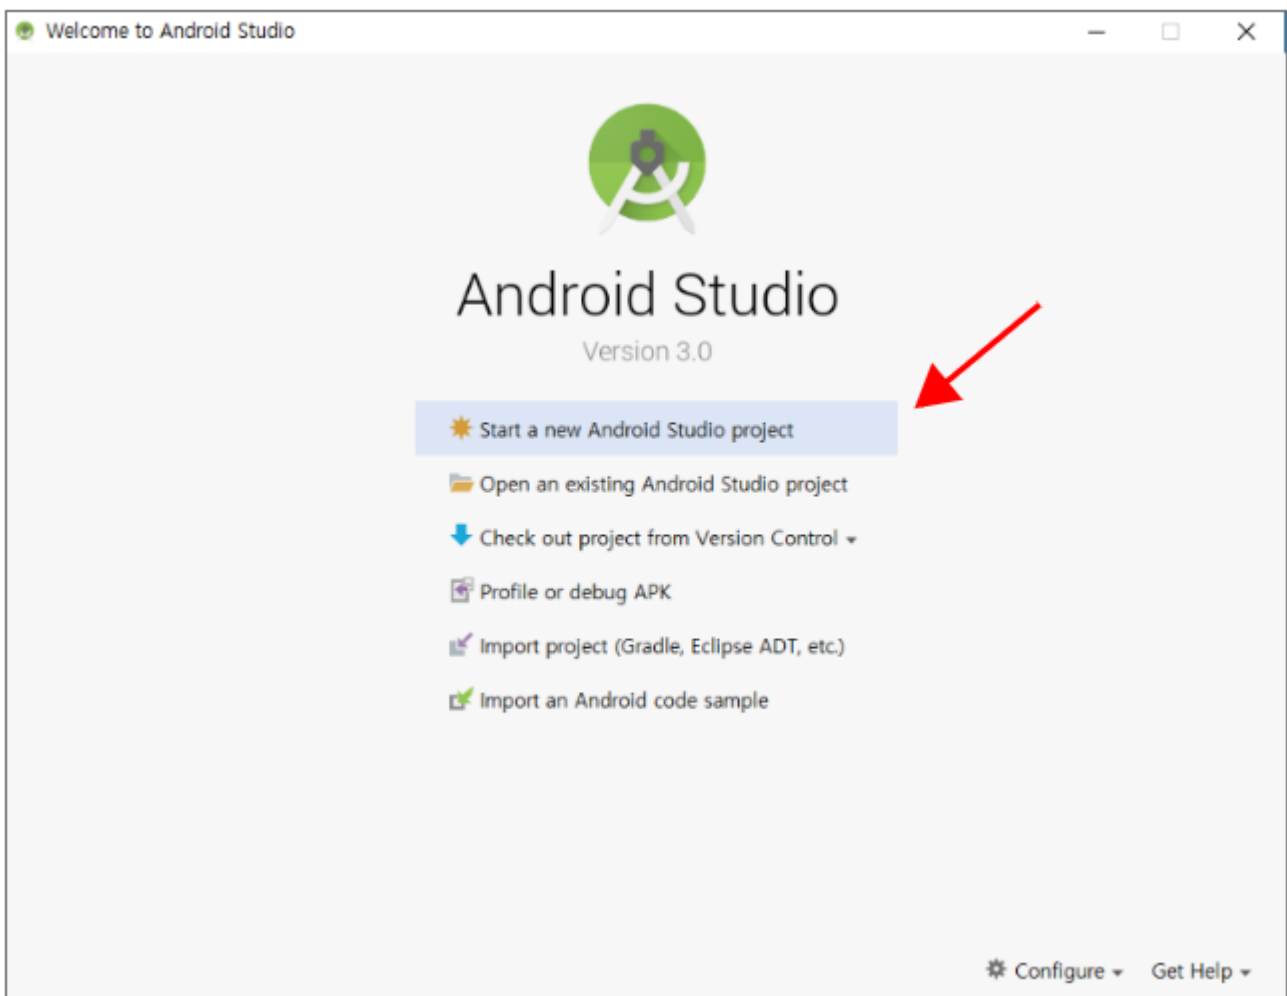 Welcome to Android Studio
Android Studio
Version 3.0
Start a new Android Studio project
Open an existing Android Studio project
Check out project from Version Control
Profile or debug APK
Import project (Gradle, Eclipse ADT, etc.)
Import an Android code sample
Configure Get Help